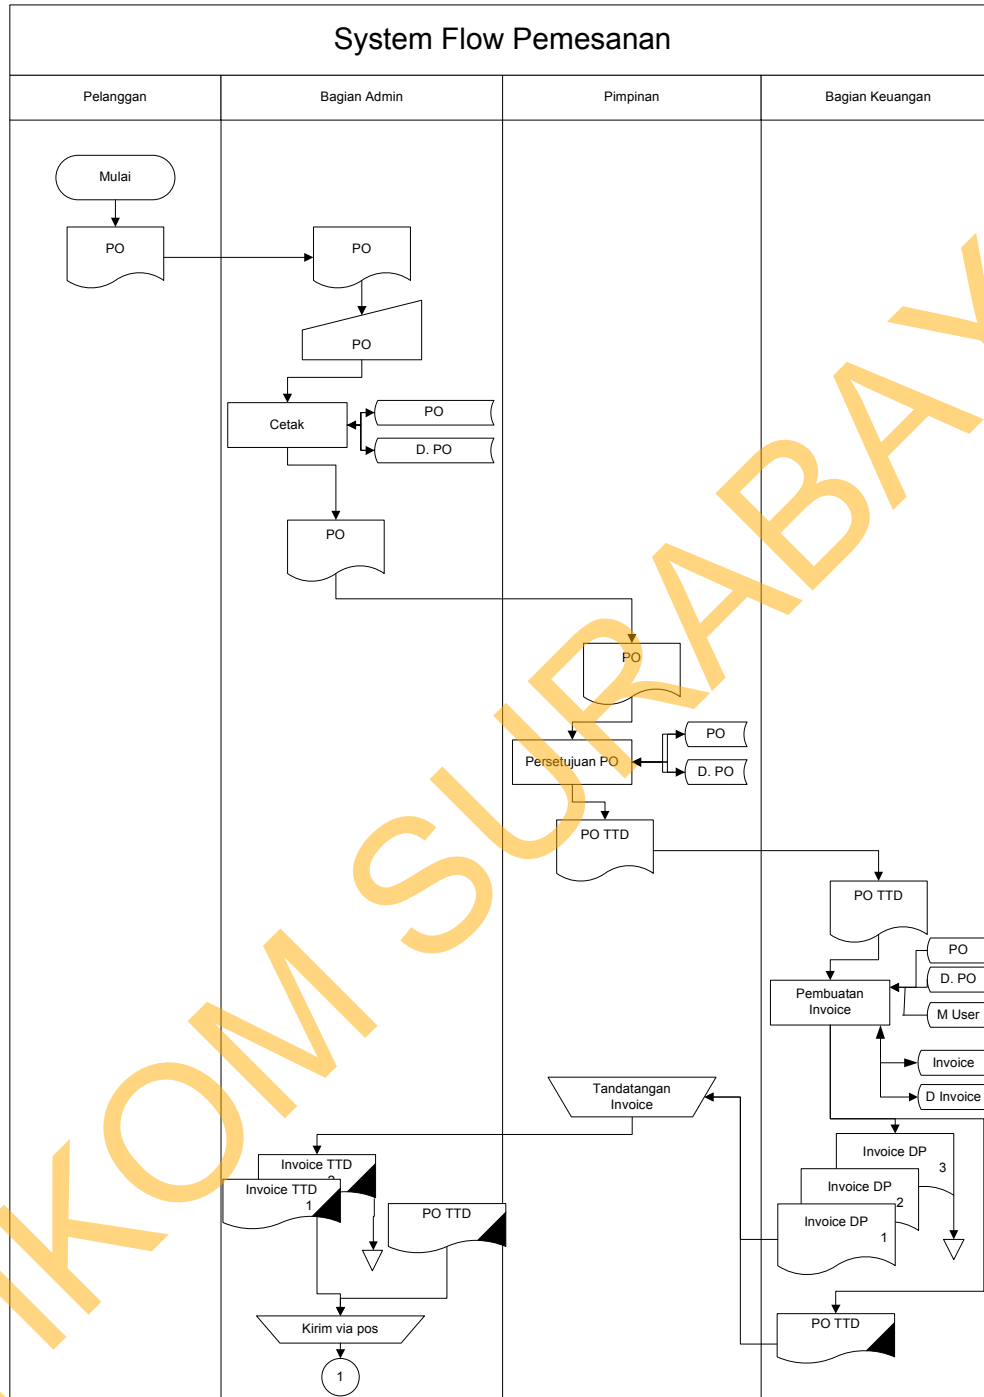 System Flow Pemesanan
Pelanggan
Bagian Admin
Pimpinan
Bagian Keuangan
Mulai
PO
PO
PO
Cetak
PO
D. PO
PO
PO
Persetujuan PO
PO
D. PO
PO TTD
PO TTD
Pembuatan
Invoice
PO
D. PO
M User
Invoice
D Invoice
Tandatangan
Invoice
Invoice DP
3
Invoice DP
2
Invoice DP
1
Invoice TTD
Invoice TTD
1
PO TTD
PO TTD
Kirim via pos
1
IKOM SURABAY